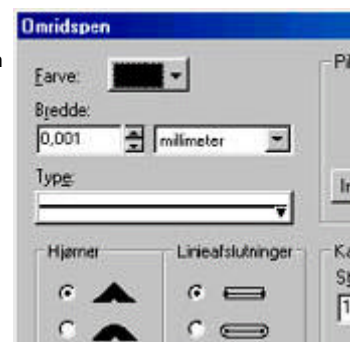 Omridspen
Farve:
Bredde:
0,001 millimeter
Type:
Hjørner Linieafslutninger